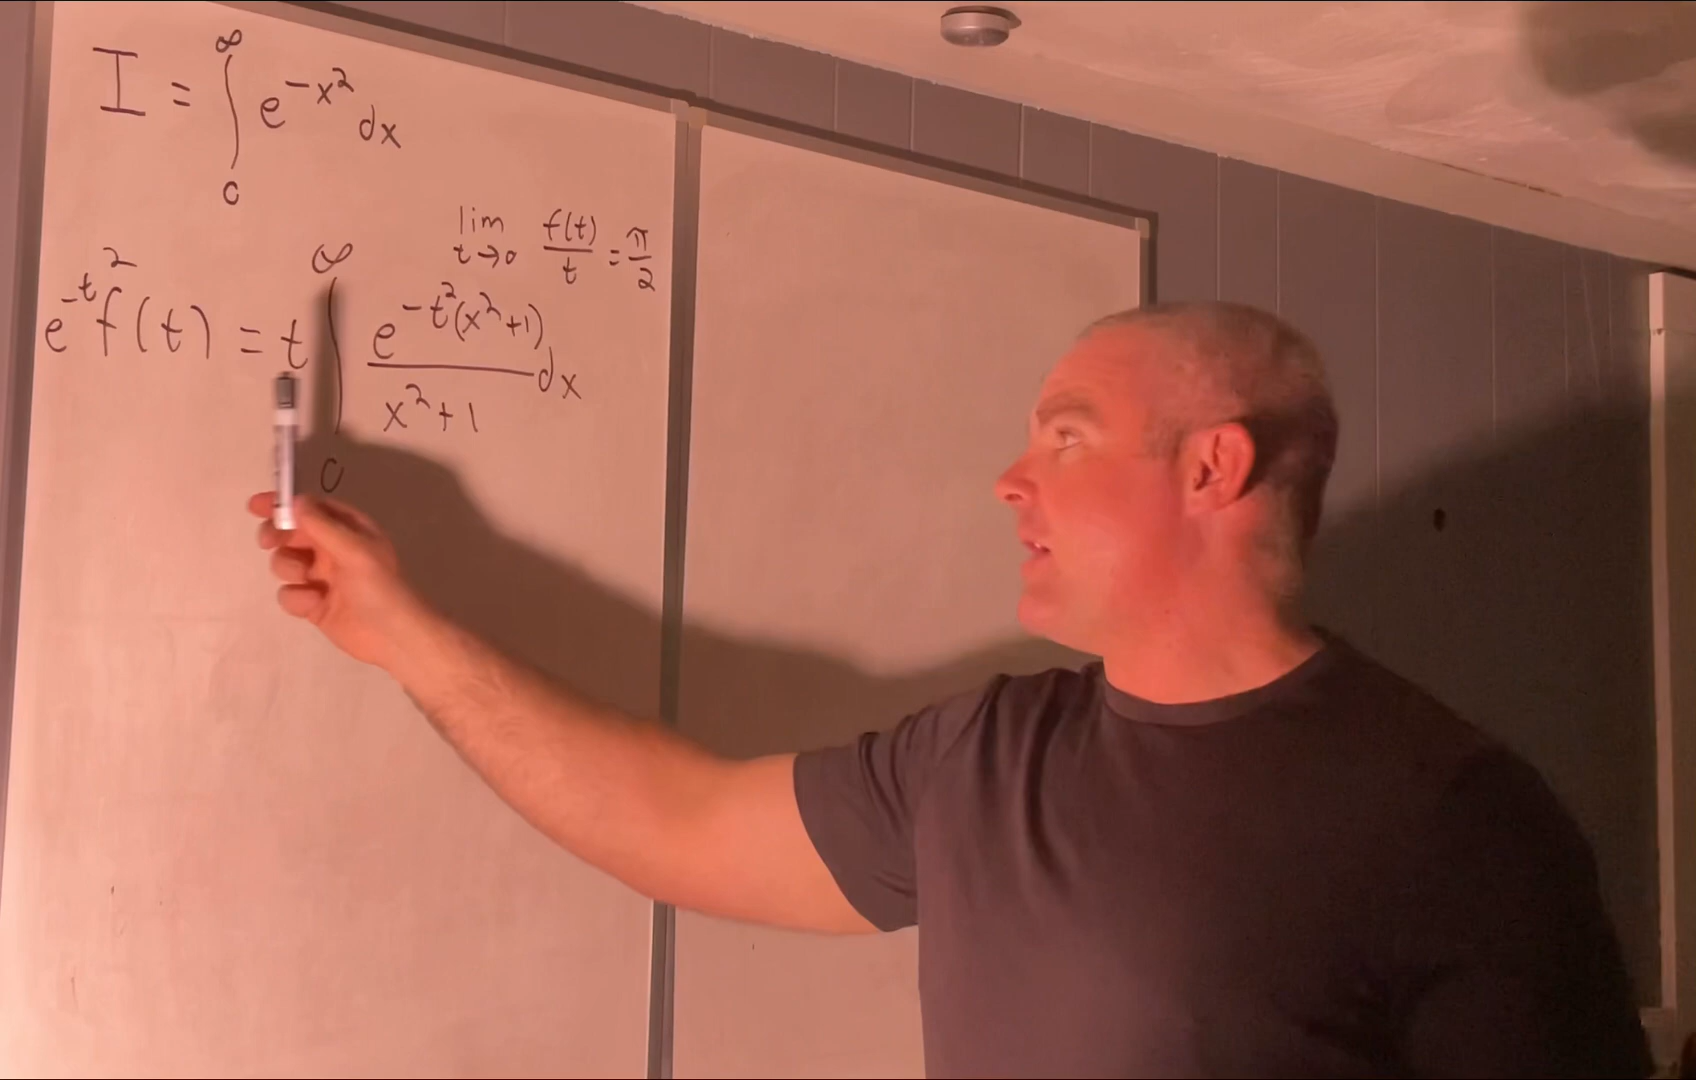 I = ∫₀^∞ e^{-x²} dx
lim_{t→0} f(t)/t = π/2
e^{-t²} f(t) = t ∫₀^∞ e^{-t²(x²+1)}/(x²+1) dx